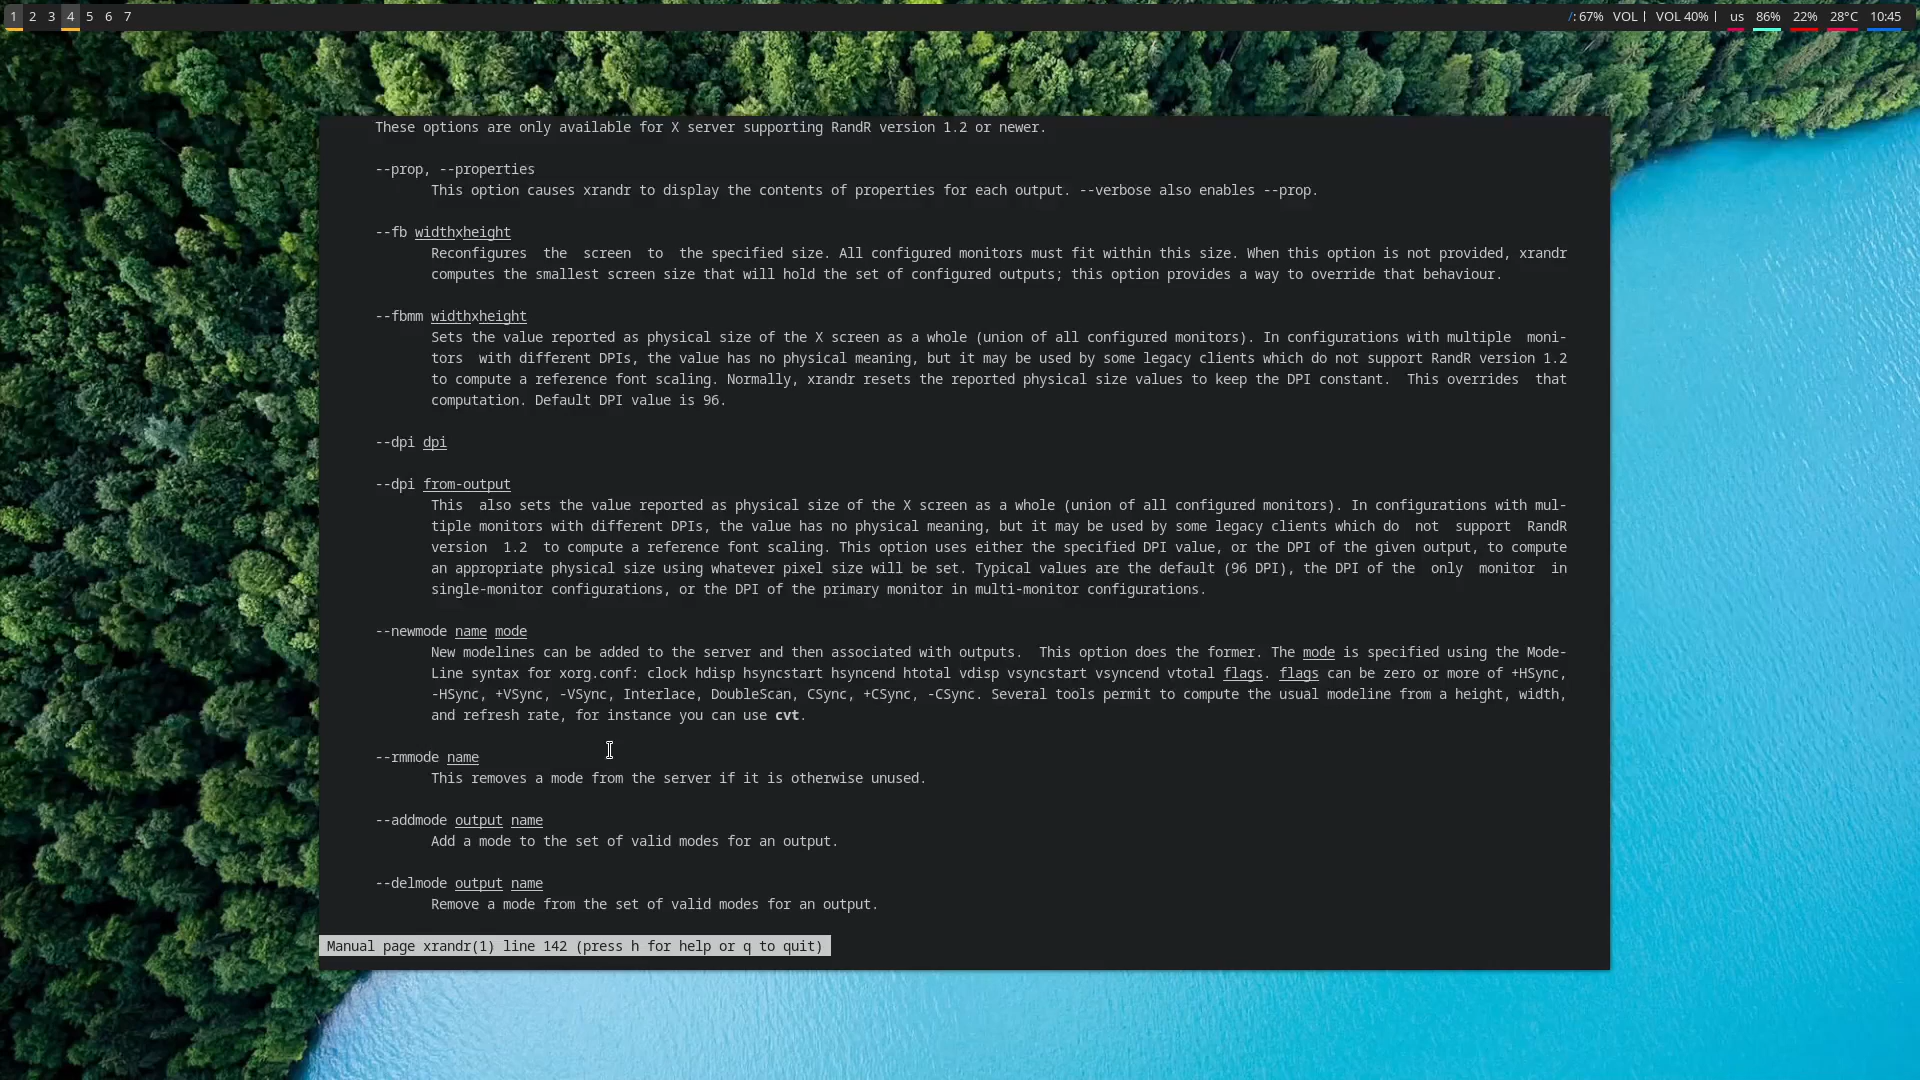 1 2 3 4 5 6 7 /: 67% VOL | VOL 40% | us 86% 22% 28°C 10:45
These options are only available for X server supporting RandR version 1.2 or newer.
--prop, --properties
This option causes xrandr to display the contents of properties for each output. --verbose also enables --prop.
--fb widthxheight
Reconfigures the screen to the specified size. All configured monitors must fit within this size. When this option is not provided, xrandr
computes the smallest screen size that will hold the set of configured outputs; this option provides a way to override that behaviour.
--fbmm widthxheight
Sets the value reported as physical size of the X screen as a whole (union of all configured monitors). In configurations with multiple moni-
tors with different DPIs, the value has no physical meaning, but it may be used by some legacy clients which do not support RandR version 1.2
to compute a reference font scaling. Normally, xrandr resets the reported physical size values to keep the DPI constant. This overrides that
computation. Default DPI value is 96.
--dpi dpi
--dpi from-output
This also sets the value reported as physical size of the X screen as a whole (union of all configured monitors). In configurations with mul-
tiple monitors with different DPIs, the value has no physical meaning, but it may be used by some legacy clients which do not support RandR
version 1.2 to compute a reference font scaling. This option uses either the specified DPI value, or the DPI of the given output, to compute
an appropriate physical size using whatever pixel size will be set. Typical values are the default (96 DPI), the DPI of the only monitor in
single-monitor configurations, or the DPI of the primary monitor in multi-monitor configurations.
--newmode name mode
New modelines can be added to the server and then associated with outputs. This option does the former. The mode is specified using the Mode-
Line syntax for xorg.conf: clock hdisp hsyncstart hsyncend htotal vdisp vsyncstart vsyncend vtotal flags. flags can be zero or more of +HSync,
-HSync, +VSync, -VSync, Interlace, DoubleScan, CSync, +CSync, -CSync. Several tools permit to compute the usual modeline from a height, width,
and refresh rate, for instance you can use cvt.
--rmmode name
This removes a mode from the server if it is otherwise unused.
--addmode output name
Add a mode to the set of valid modes for an output.
--delmode output name
Remove a mode from the set of valid modes for an output.
Manual page xrandr(1) line 142 (press h for help or q to quit)